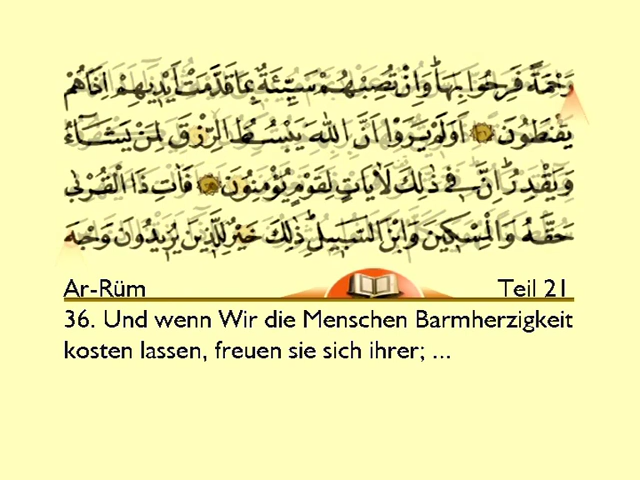 رَحْمَةً فَرِحُوا بِهَا وَإِنْ تُصِبْهُمْ سَيِّئَةٌ بِمَا قَدَّمَتْ أَيْدِيهِمْ إِذَا هُمْ
يَقْنَطُونَ أَوَلَمْ يَرَوْا أَنَّ اللَّهَ يَبْسُطُ الرِّزْقَ لِمَنْ يَشَاءُ
وَيَقْدِرُ إِنَّ فِي ذَلِكَ لَآيَاتٍ لِقَوْمٍ يُؤْمِنُونَ فَآتِ ذَا الْقُرْبَى
حَقَّهُ وَالْمِسْكِينَ وَابْنَ السَّبِيلِ ذَلِكَ خَيْرٌ لِلَّذِينَ يُرِيدُونَ وَجْهَ
Ar-Rūm Teil 21
36. Und wenn Wir die Menschen Barmherzigkeit
kosten lassen, freuen sie sich ihrer; ...